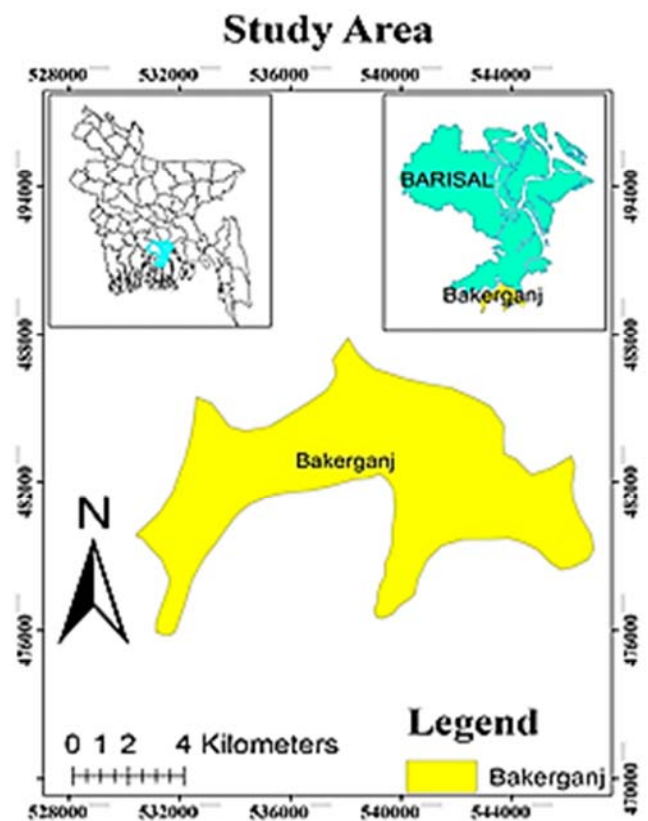 Study Area
528000 532000 536000 540000 544000
494000 494000
BARISAL
Bakerganj
488000 488000
Bakerganj
482000 482000
N
476000 476000
Legend
0 1 2 4 Kilometers
Bakerganj
470000
528000 532000 536000 540000 544000